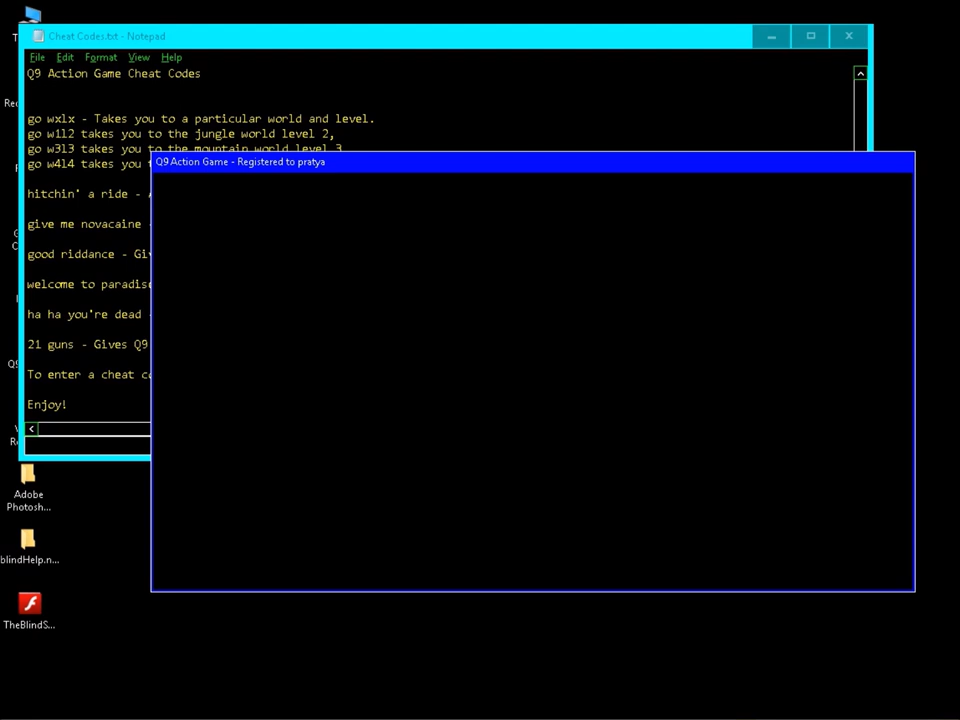 Cheat Codes.txt - Notepad
File Edit Format View Help
Q9 Action Game Cheat Codes
go wxlx - Takes you to a particular world and level.
go w1l2 takes you to the jungle world level 2,
go w3l3 takes you to the mountain world level 3
go w4l4 takes you
Q9 Action Game - Registered to pratya
hitchin' a ride -
give me novacaine
good riddance -
welcome to paradise
ha ha you're dead
21 guns - Gives Q9
To enter a cheat
Enjoy!
Q9
Adobe
Photosh...
blindHelp.n...
TheBlindS...